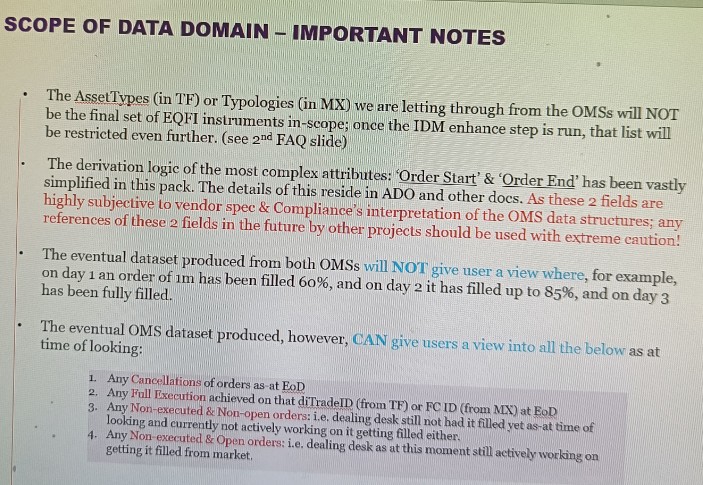 SCOPE OF DATA DOMAIN – IMPORTANT NOTES
• The AssetTypes (in TF) or Typologies (in MX) we are letting through from the OMSs will NOT
be the final set of EQFI instruments in-scope; once the IDM enhance step is run, that list will
be restricted even further. (see 2nd FAQ slide)
• The derivation logic of the most complex attributes: 'Order Start' & 'Order End' has been vastly
simplified in this pack. The details of this reside in ADO and other docs. As these 2 fields are
highly subjective to vendor spec & Compliance's interpretation of the OMS data structures; any
references of these 2 fields in the future by other projects should be used with extreme caution!
• The eventual dataset produced from both OMSs will NOT give user a view where, for example,
on day 1 an order of 1m has been filled 60%, and on day 2 it has filled up to 85%, and on day 3
has been fully filled.
• The eventual OMS dataset produced, however, CAN give users a view into all the below as at
time of looking:
1. Any Cancellations of orders as-at EoD
2. Any Full Execution achieved on that diTradeID (from TF) or FC ID (from MX) at EoD
3. Any Non-executed & Non-open orders: i.e. dealing desk still not had it filled yet as-at time of
looking and currently not actively working on it getting filled either.
4. Any Non-executed & Open orders: i.e. dealing desk as at this moment still actively working on
getting it filled from market.